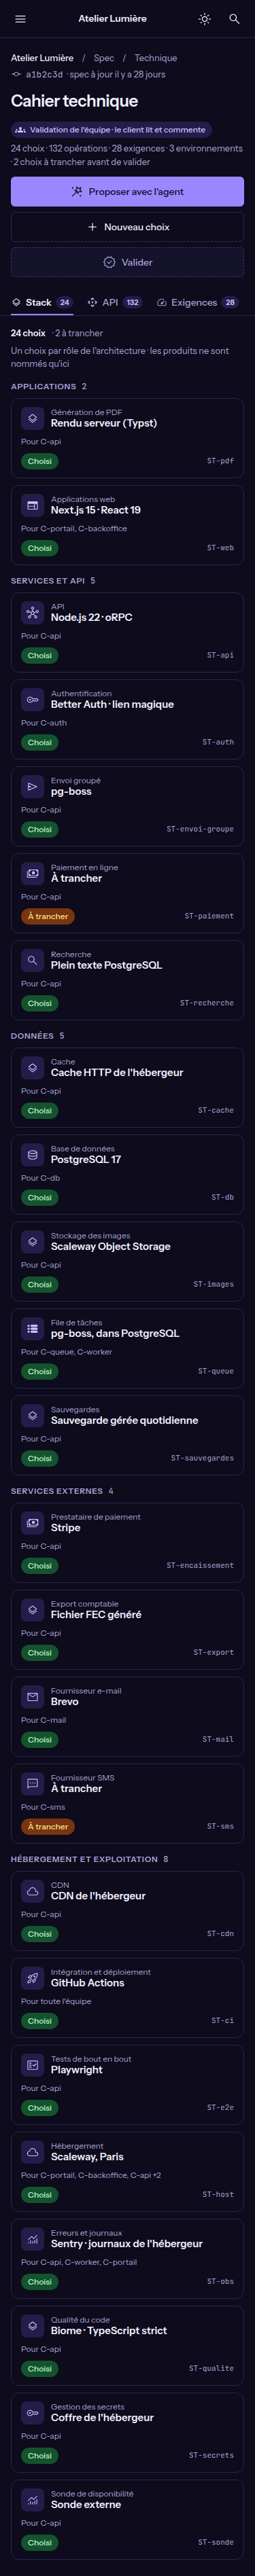 Atelier Lumière
Atelier Lumière / Spec / Technique
a1b2c3d · spec à jour il y a 28 jours
Cahier technique
Validation de l'équipe · le client lit et commente
24 choix · 132 opérations · 28 exigences · 3 environnements
· 2 choix à trancher avant de valider
Proposer avec l'agent
Nouveau choix
Valider
Stack 24 API 132 Exigences 28
24 choix · 2 à trancher
Un choix par rôle de l'architecture · les produits ne sont
nommés qu'ici
APPLICATIONS 2
Génération de PDF
Rendu serveur (Typst)
Pour C-api
Choisi ST-pdf
Applications web
Next.js 15 · React 19
Pour C-portail, C-backoffice
Choisi ST-web
SERVICES ET API 5
API
Node.js 22 · oRPC
Pour C-api
Choisi ST-api
Authentification
Better Auth · lien magique
Pour C-auth
Choisi ST-auth
Envoi groupé
pg-boss
Pour C-api
Choisi ST-envoi-groupe
Paiement en ligne
À trancher
Pour C-api
À trancher ST-paiement
Recherche
Plein texte PostgreSQL
Pour C-api
Choisi ST-recherche
DONNÉES 5
Cache
Cache HTTP de l'hébergeur
Pour C-api
Choisi ST-cache
Base de données
PostgreSQL 17
Pour C-db
Choisi ST-db
Stockage des images
Scaleway Object Storage
Pour C-api
Choisi ST-images
File de tâches
pg-boss, dans PostgreSQL
Pour C-queue, C-worker
Choisi ST-queue
Sauvegardes
Sauvegarde gérée quotidienne
Pour C-api
Choisi ST-sauvegardes
SERVICES EXTERNES 4
Prestataire de paiement
Stripe
Pour C-api
Choisi ST-encaissement
Export comptable
Fichier FEC généré
Pour C-api
Choisi ST-export
Fournisseur e-mail
Brevo
Pour C-mail
Choisi ST-mail
Fournisseur SMS
À trancher
Pour C-sms
À trancher ST-sms
HÉBERGEMENT ET EXPLOITATION 8
CDN
CDN de l'hébergeur
Pour C-api
Choisi ST-cdn
Intégration et déploiement
GitHub Actions
Pour toute l'équipe
Choisi ST-ci
Tests de bout en bout
Playwright
Pour C-api
Choisi ST-e2e
Hébergement
Scaleway, Paris
Pour C-portail, C-backoffice, C-api +2
Choisi ST-host
Erreurs et journaux
Sentry · journaux de l'hébergeur
Pour C-api, C-worker, C-portail
Choisi ST-obs
Qualité du code
Biome · TypeScript strict
Pour C-api
Choisi ST-qualite
Gestion des secrets
Coffre de l'hébergeur
Pour C-api
Choisi ST-secrets
Sonde de disponibilité
Sonde externe
Pour C-api
Choisi ST-sonde